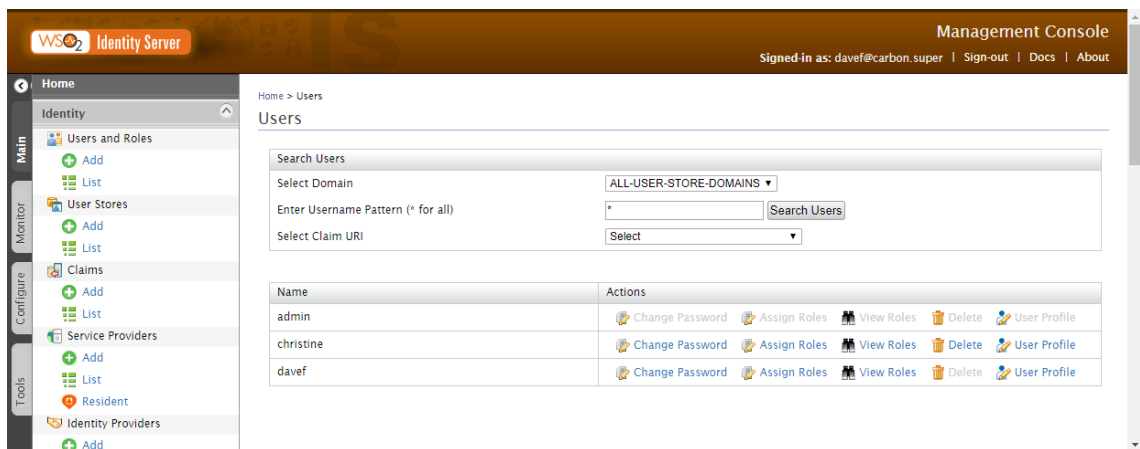 WSO2 Identity Server
Management Console
Signed-in as: davef@carbon.super | Sign-out | Docs | About
Main
Monitor
Configure
Tools
Home
Identity
Users and Roles
Add
List
User Stores
Add
List
Claims
Add
List
Service Providers
Add
List
Resident
Identity Providers
Add
Home > Users
Users
Search Users
Select Domain ALL-USER-STORE-DOMAINS
Enter Username Pattern (* for all) * Search Users
Select Claim URI Select
Name Actions
admin Change Password Assign Roles View Roles Delete User Profile
christine Change Password Assign Roles View Roles Delete User Profile
davef Change Password Assign Roles View Roles Delete User Profile